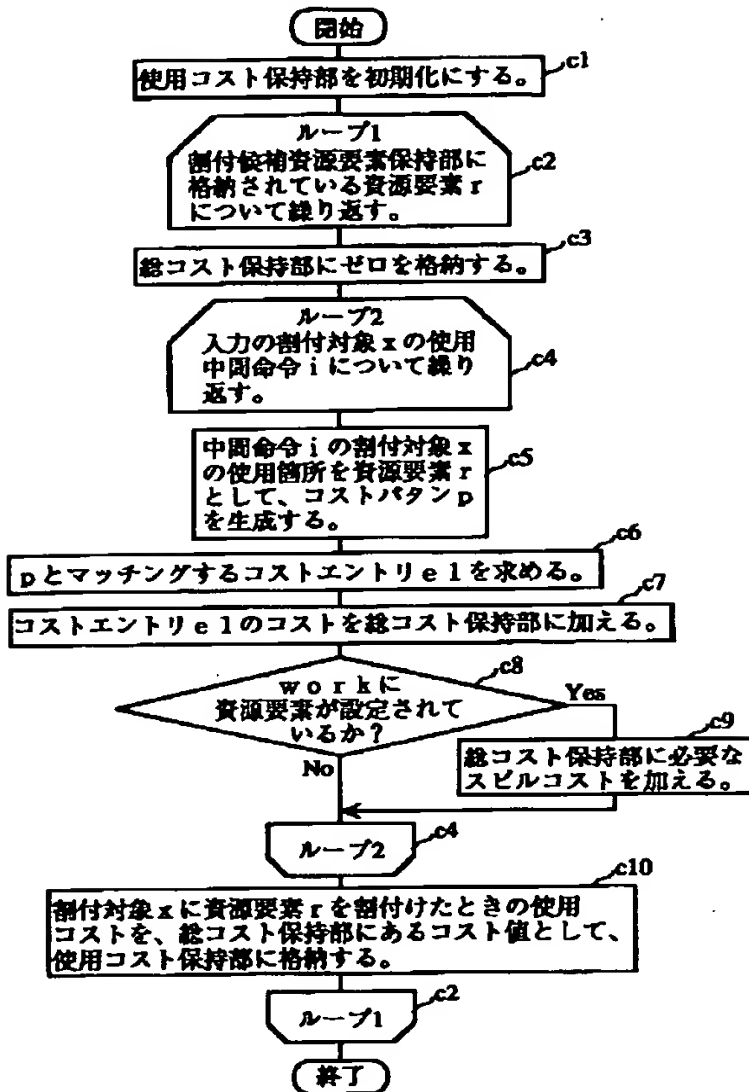 開始
使用コスト保持部を初期化にする。
c1
ループ1
割付候補資源要素保持部に
格納されている資源要素r
について繰り返す。
c2
c3
総コスト保持部にゼロを格納する。
ループ2
入力の割付対象xの使用
中間命令iについて繰り
返す。
c4
中間命令iの割付対象x
の使用箇所を資源要素r
として、コストパタンp
を生成する。
c5
c6
pとマッチングするコストエントリe1を求める。
c7
コストエントリe1のコストを総コスト保持部に加える。
c8
workに
資源要素が設定されて
いるか?
Yes
No
c9
総コスト保持部に必要な
スピルコストを加える。
ループ2
c4
c10
割付対象xに資源要素rを割付けたときの使用
コストを、総コスト保持部にあるコスト値として、
使用コスト保持部に格納する。
ループ1
c2
終了